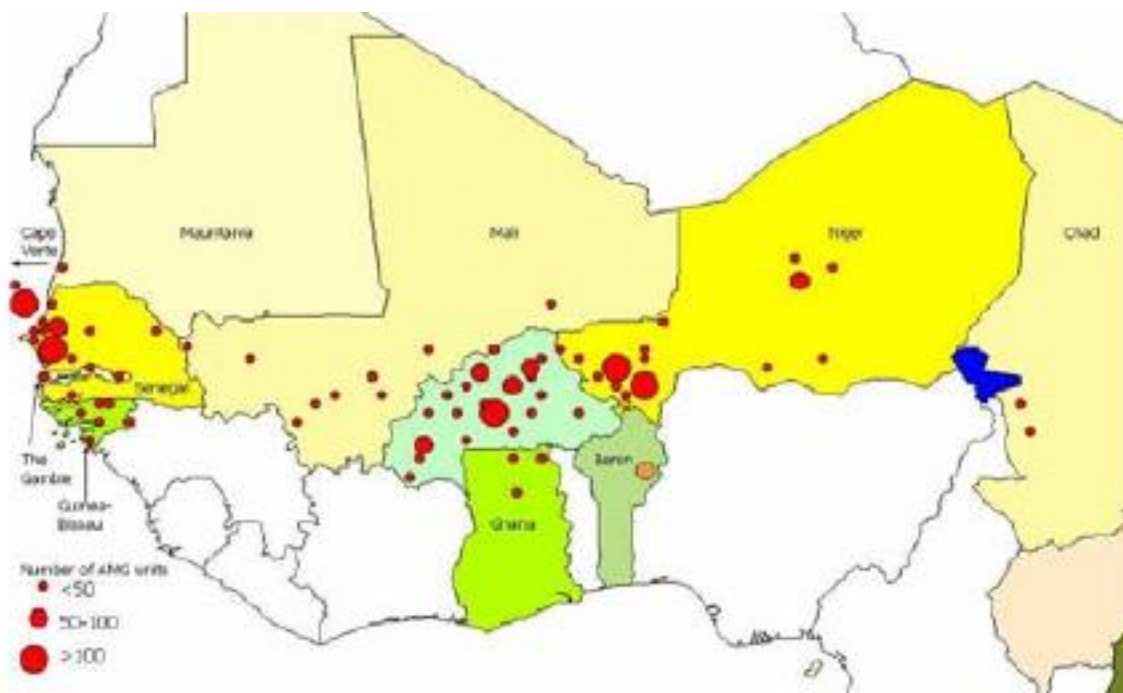 Cape
Verte
Mauritania
Mali
Niger
Chad
Senegal
The
Gambie
Guinea-
Bissau
Benin
Ghana
Number of AMG units
<50
50-100
>100